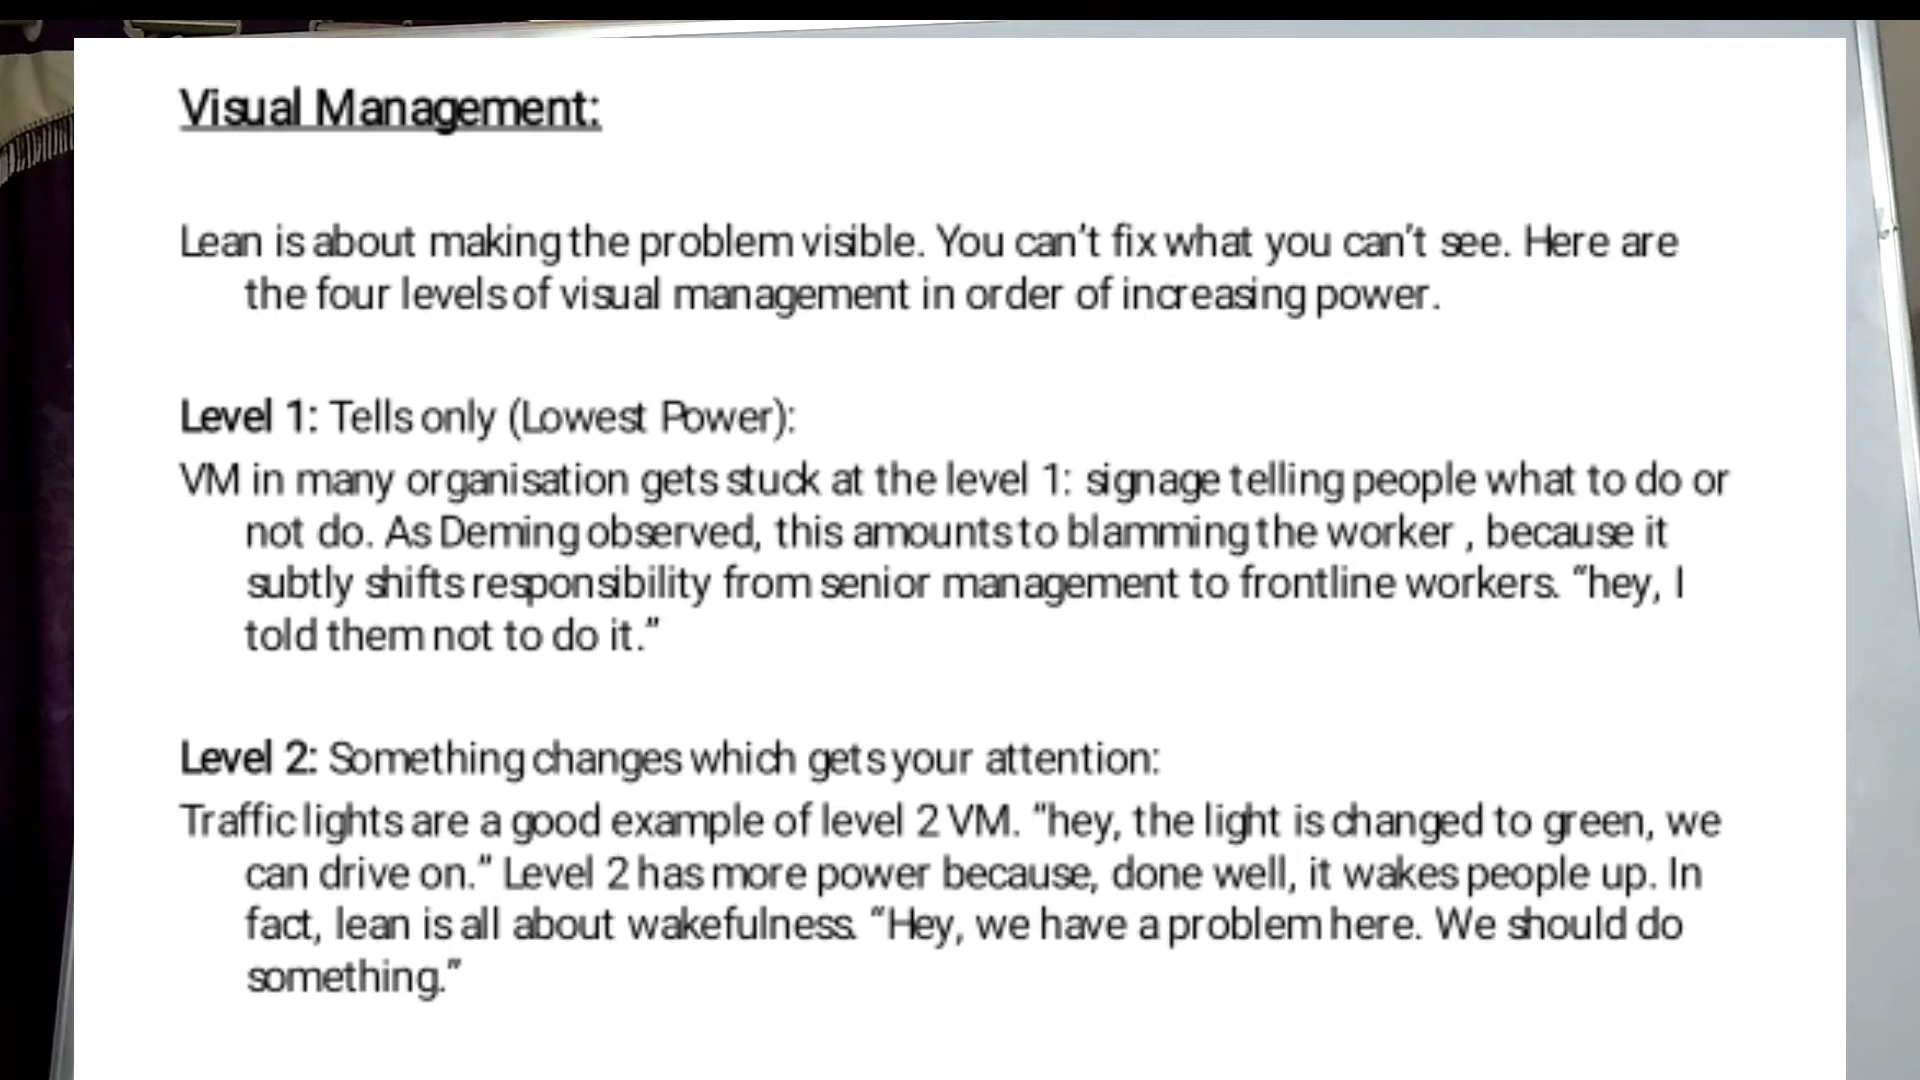 Visual Management:
Lean is about making the problem visible. You can't fix what you can't see. Here are
the four levels of visual management in order of increasing power.
Level 1: Tells only (Lowest Power):
VM in many organisation gets stuck at the level 1: signage telling people what to do or
not do. As Deming observed, this amounts to blamming the worker , because it
subtly shifts responsibility from senior management to frontline workers. “hey, I
told them not to do it.”
Level 2: Something changes which gets your attention:
Traffic lights are a good example of level 2 VM. “hey, the light is changed to green, we
can drive on.” Level 2 has more power because, done well, it wakes people up. In
fact, lean is all about wakefulness. “Hey, we have a problem here. We should do
something.”